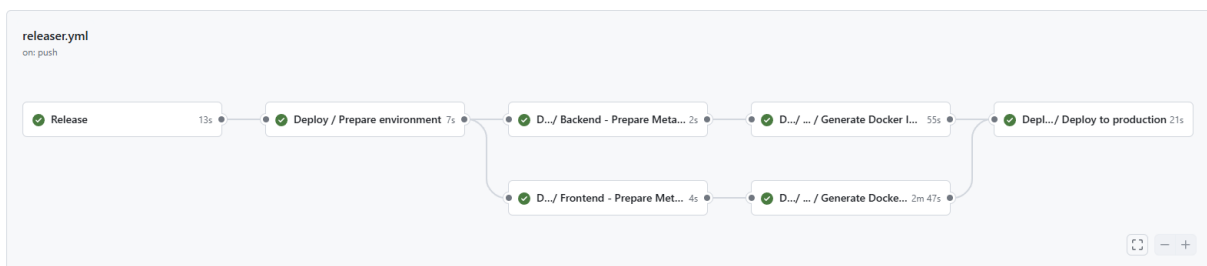 releaser.yml
on: push
Release 13s
Deploy / Prepare environment 7s
D.../ Backend - Prepare Meta... 2s
D.../ ... / Generate Docker I... 55s
Depl.../ Deploy to production 21s
D.../ Frontend - Prepare Met... 4s
D.../ ... / Generate Docke... 2m 47s